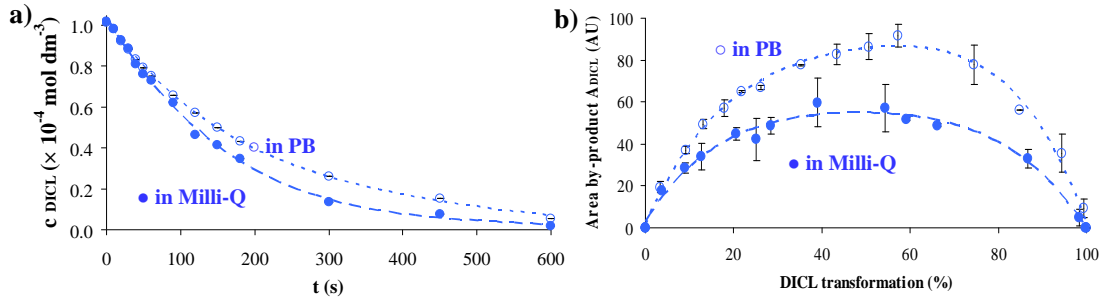 a)
c DICL (× 10⁻⁴ mol dm⁻³)
1.0
0.8
0.6
0.4
0.2
0.0
in PB
in Milli-Q
0 100 200 300 400 500 600
t (s)
b)
Area by-product ADICL (AU)
100
80
60
40
20
0
in PB
in Milli-Q
0 20 40 60 80 100
DICL transformation (%)